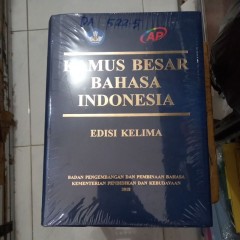 KAMUS BESAR
BAHASA
INDONESIA
EDISI KELIMA
BADAN PENGEMBANGAN DAN PEMBINAAN BAHASA
KEMENTERIAN PENDIDIKAN DAN KEBUDAYAAN